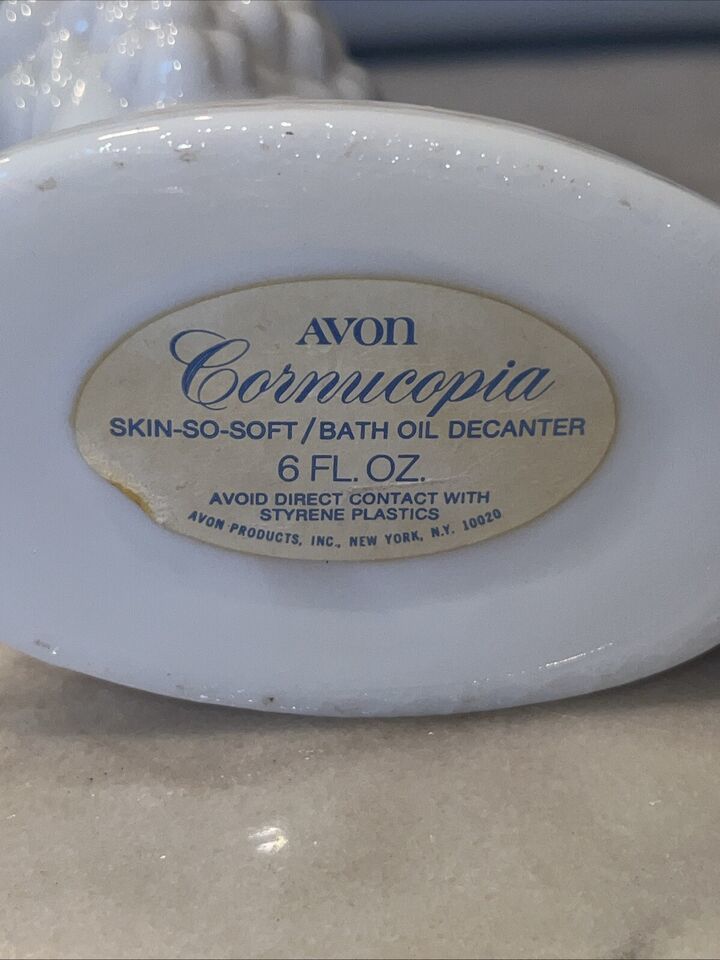 AVON
Cornucopia
SKIN-SO-SOFT/BATH OIL DECANTER
6 FL. OZ.
AVOID DIRECT CONTACT WITH
STYRENE PLASTICS
AVON PRODUCTS, INC., NEW YORK, N.Y. 10020